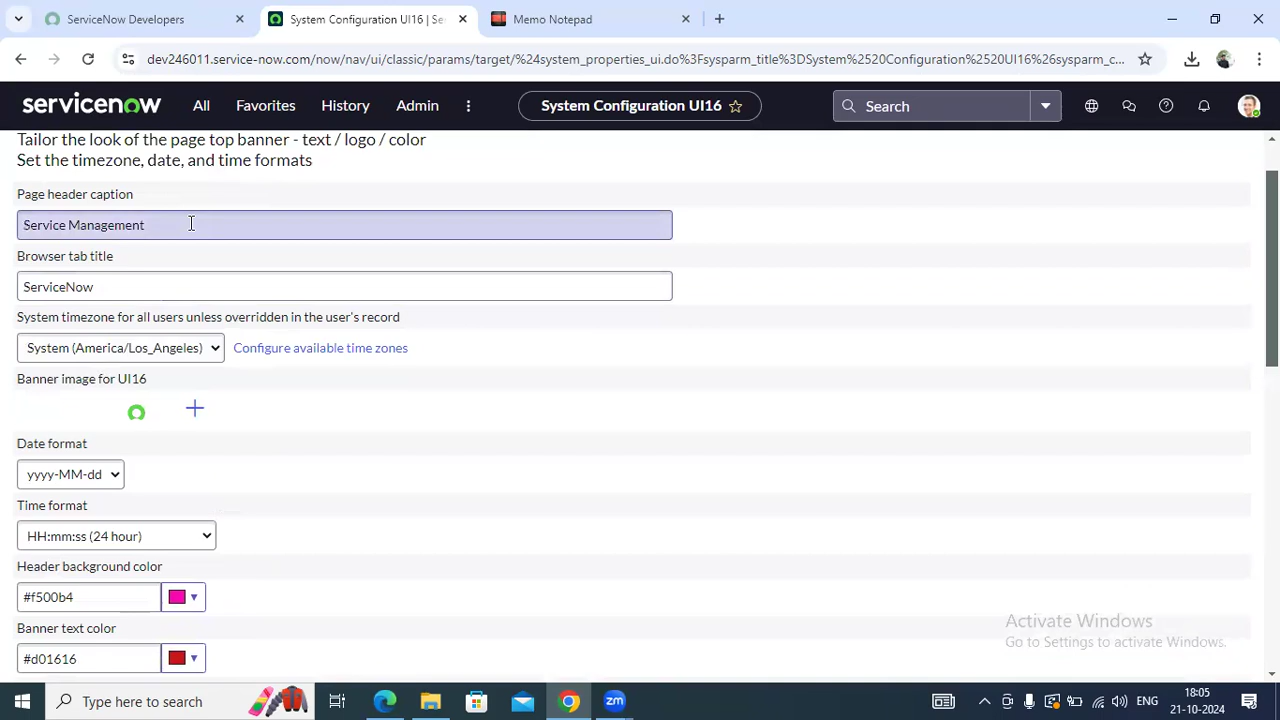 ServiceNow Developers
System Configuration UI16 | Se
Memo Notepad
dev246011.service-now.com/now/nav/ui/classic/params/target/%24system_properties_ui.do%3Fsysparm_title%3DSystem%2520Configuration%2520UI16%26sysparm_c...
servicenow All Favorites History Admin System Configuration UI16 Search
Tailor the look of the page top banner - text / logo / color
Set the timezone, date, and time formats
Page header caption
Service Management
Browser tab title
ServiceNow
System timezone for all users unless overridden in the user's record
System (America/Los_Angeles) Configure available time zones
Banner image for UI16
Date format
yyyy-MM-dd
Time format
HH:mm:ss (24 hour)
Header background color
#f500b4
Banner text color
#d01616
Activate Windows
Go to Settings to activate Windows.
Type here to search
zm
ENG
18:05
21-10-2024